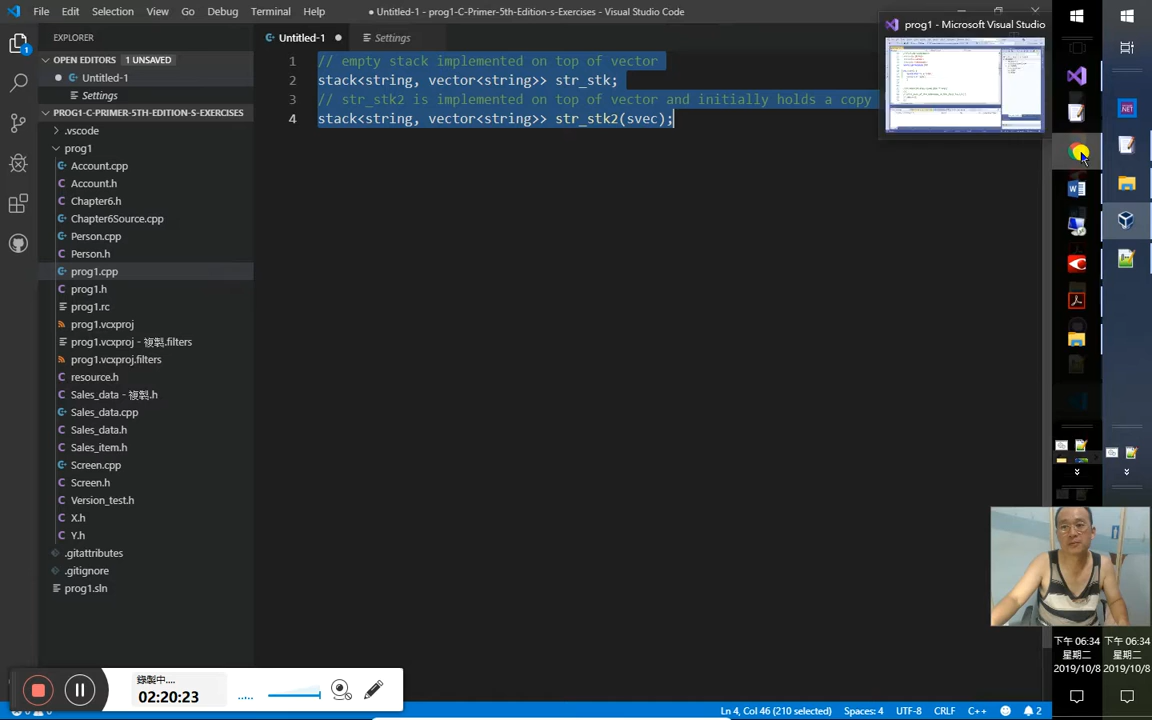 File Edit Selection View Go Debug Terminal Help
● Untitled-1 - prog1-C-Primer-5th-Edition-s-Exercises - Visual Studio Code
prog1 - Microsoft Visual Studio
EXPLORER
Untitled-1
Settings
OPEN EDITORS 1 UNSAVED
Untitled-1
Settings
PROG1-C-PRIMER-5TH-EDITION-S-EXERCISES
.vscode
prog1
Account.cpp
Account.h
Chapter6.h
Chapter6Source.cpp
Person.cpp
Person.h
prog1.cpp
prog1.h
prog1.rc
prog1.vcxproj
prog1.vcxproj - 複製.filters
prog1.vcxproj.filters
resource.h
Sales_data - 複製.h
Sales_data.cpp
Sales_data.h
Sales_item.h
Screen.cpp
Screen.h
Version_test.h
X.h
Y.h
.gitattributes
.gitignore
prog1.sln
1 // empty stack implemented on top of vector
2 stack<string, vector<string>> str_stk;
3 // str_stk2 is implemented on top of vector and initially holds a copy
4 stack<string, vector<string>> str_stk2(svec);
錄製中....
02:20:23
下午 06:34
星期二
2019/10/8
下午 06:34
星期二
2019/10/8
Ln 4, Col 46 (210 selected) Spaces: 4 UTF-8 CRLF C++ 2